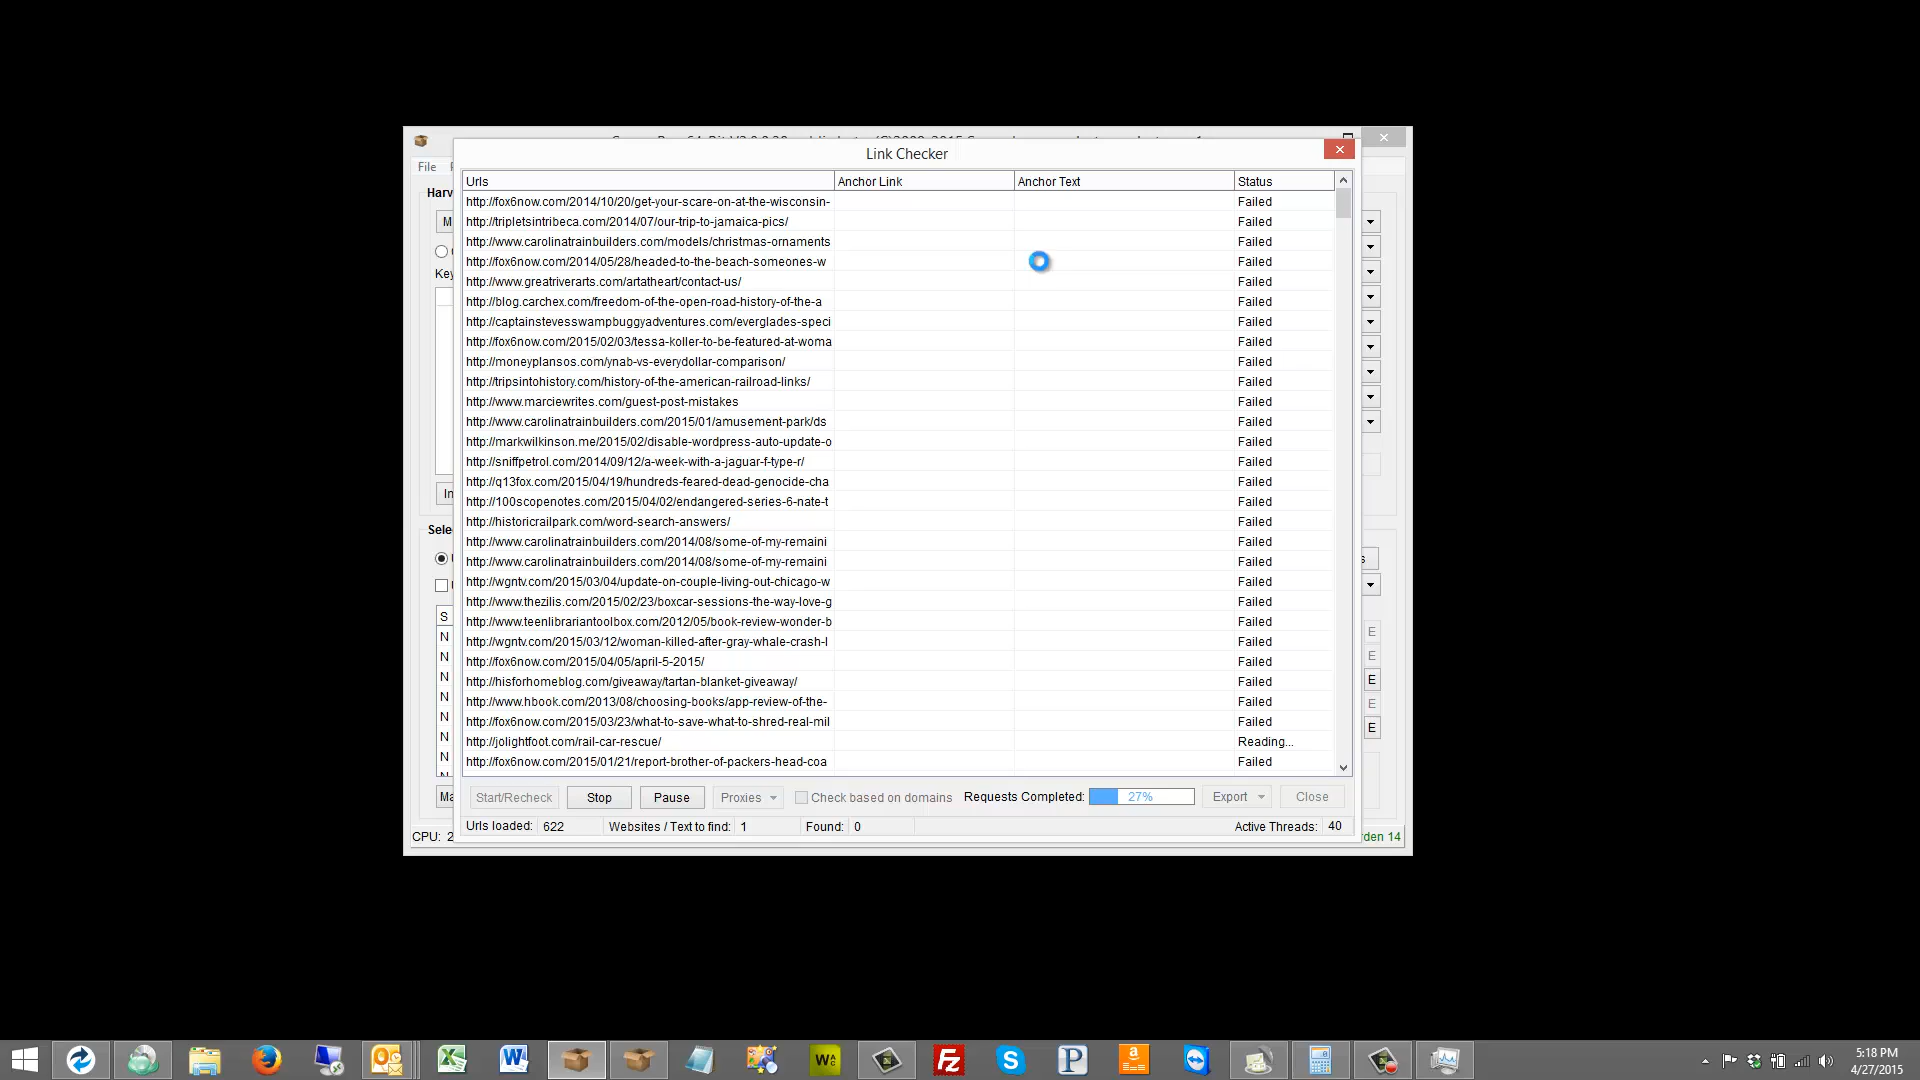 Link Checker
File
Urls Anchor Link Anchor Text Status
http://fox6now.com/2014/10/20/get-your-scare-on-at-the-wisconsin- Failed
http://tripletsintribeca.com/2014/07/our-trip-to-jamaica-pics/ Failed
http://www.carolinatrainbuilders.com/models/christmas-ornaments Failed
http://fox6now.com/2014/05/28/headed-to-the-beach-someones-w Failed
http://www.greatriverarts.com/artatheart/contact-us/ Failed
http://blog.carchex.com/freedom-of-the-open-road-history-of-the-a Failed
http://captainstevesswampbuggyadventures.com/everglades-speci Failed
http://fox6now.com/2015/02/03/tessa-koller-to-be-featured-at-woma Failed
http://moneyplansos.com/ynab-vs-everydollar-comparison/ Failed
http://tripsintohistory.com/history-of-the-american-railroad-links/ Failed
http://www.marciewrites.com/guest-post-mistakes Failed
http://www.carolinatrainbuilders.com/2015/01/amusement-park/ds Failed
http://markwilkinson.me/2015/02/disable-wordpress-auto-update-o Failed
http://sniffpetrol.com/2014/09/12/a-week-with-a-jaguar-f-type-r/ Failed
http://q13fox.com/2015/04/19/hundreds-feared-dead-genocide-cha Failed
http://100scopenotes.com/2015/04/02/endangered-series-6-nate-t Failed
http://historicrailpark.com/word-search-answers/ Failed
http://www.carolinatrainbuilders.com/2014/08/some-of-my-remaini Failed
http://www.carolinatrainbuilders.com/2014/08/some-of-my-remaini Failed
http://wgntv.com/2015/03/04/update-on-couple-living-out-chicago-w Failed
http://www.thezilis.com/2015/02/23/boxcar-sessions-the-way-love-g Failed
http://www.teenlibrariantoolbox.com/2012/05/book-review-wonder-b Failed
http://wgntv.com/2015/03/12/woman-killed-after-gray-whale-crash-l Failed
http://fox6now.com/2015/04/05/april-5-2015/ Failed
http://hisforhomeblog.com/giveaway/tartan-blanket-giveaway/ Failed
http://www.hbook.com/2013/08/choosing-books/app-review-of-the- Failed
http://fox6now.com/2015/03/23/what-to-save-what-to-shred-real-mil Failed
http://jolightfoot.com/rail-car-rescue/ Reading...
http://fox6now.com/2015/01/21/report-brother-of-packers-head-coa Failed
Start/Recheck Stop Pause Proxies Check based on domains Requests Completed: 27% Export Close
Urls loaded: 622 Websites / Text to find: 1 Found: 0 Active Threads: 40
CPU: 2 rden 14
5:18 PM
4/27/2015